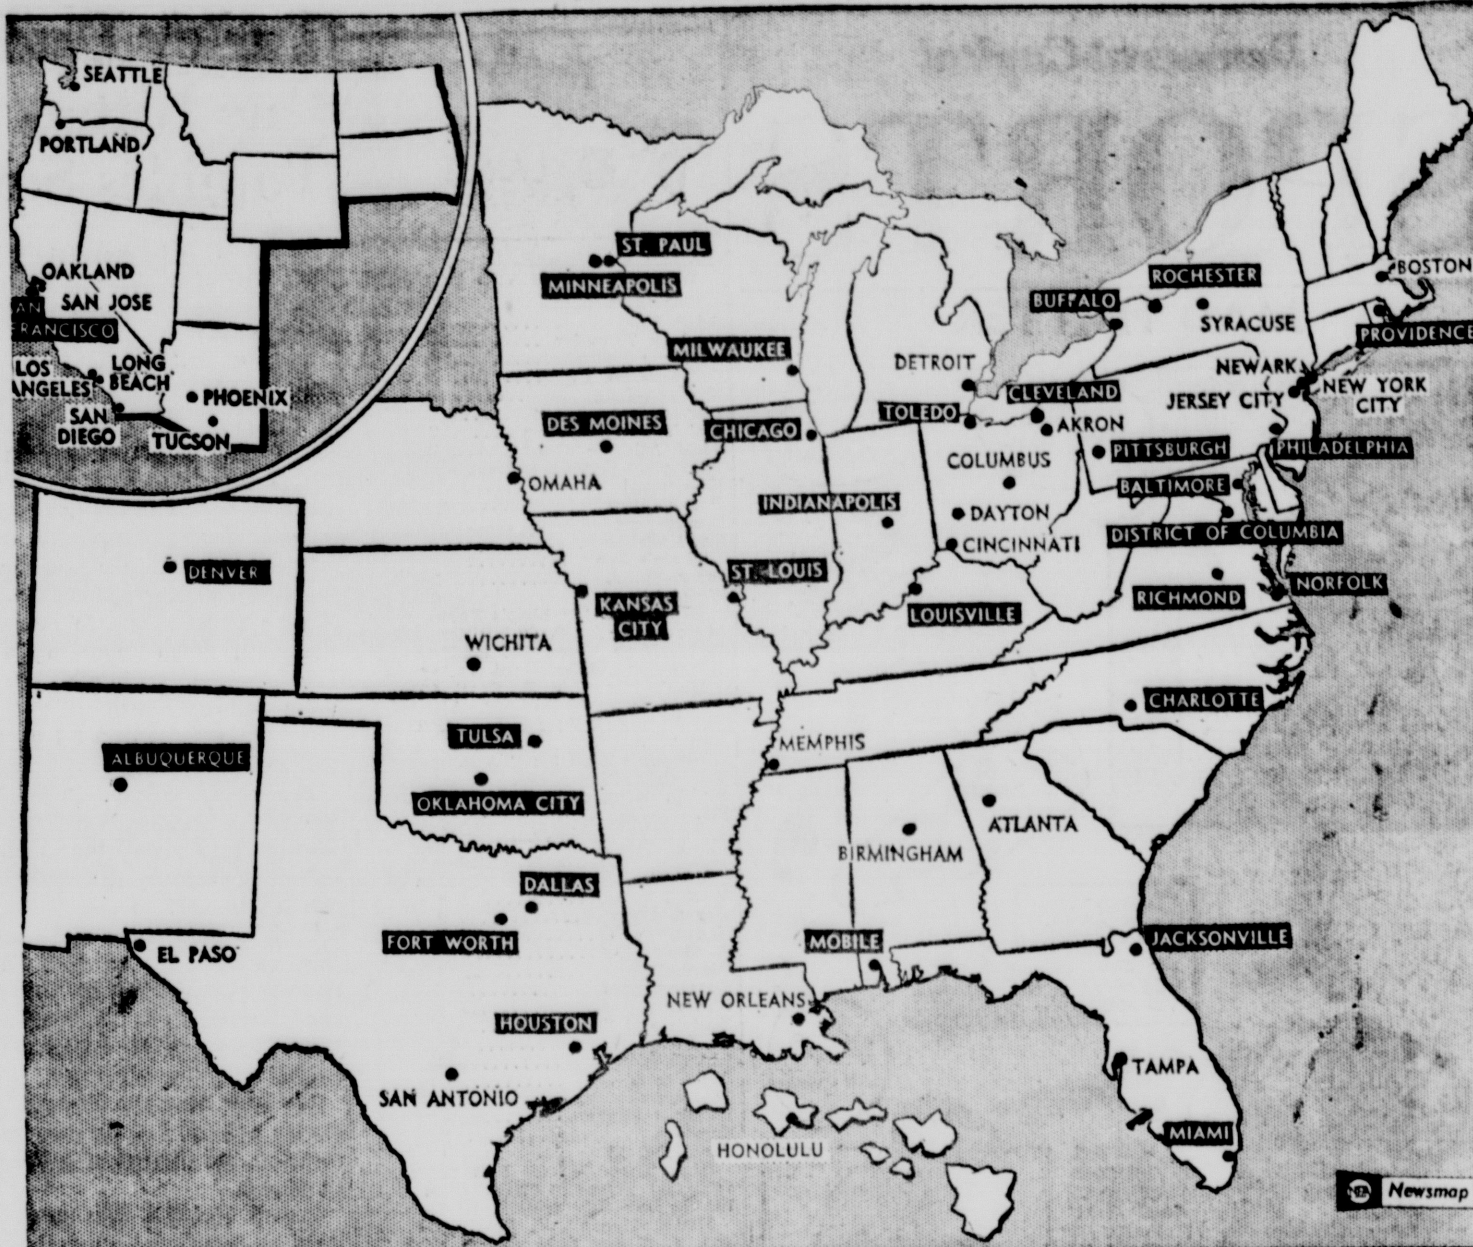 SEATTLE
PORTLAND
OAKLAND
SAN JOSE
SAN
FRANCISCO
LOS
ANGELES
LONG
BEACH
SAN
DIEGO
PHOENIX
TUCSON
ST. PAUL
MINNEAPOLIS
MILWAUKEE
DES MOINES
OMAHA
CHICAGO
DETROIT
TOLEDO
CLEVELAND
AKRON
COLUMBUS
DAYTON
CINCINNATI
INDIANAPOLIS
BUFFALO
ROCHESTER
SYRACUSE
BOSTON
PROVIDENCE
NEWARK
NEW YORK
CITY
JERSEY CITY
PITTSBURGH
PHILADELPHIA
BALTIMORE
DISTRICT OF COLUMBIA
RICHMOND
NORFOLK
DENVER
WICHITA
KANSAS
CITY
ST. LOUIS
LOUISVILLE
ALBUQUERQUE
TULSA
OKLAHOMA CITY
MEMPHIS
CHARLOTTE
BIRMINGHAM
ATLANTA
EL PASO
DALLAS
FORT WORTH
MOBILE
JACKSONVILLE
NEW ORLEANS
HOUSTON
SAN ANTONIO
TAMPA
MIAMI
HONOLULU
NEA Newsmap